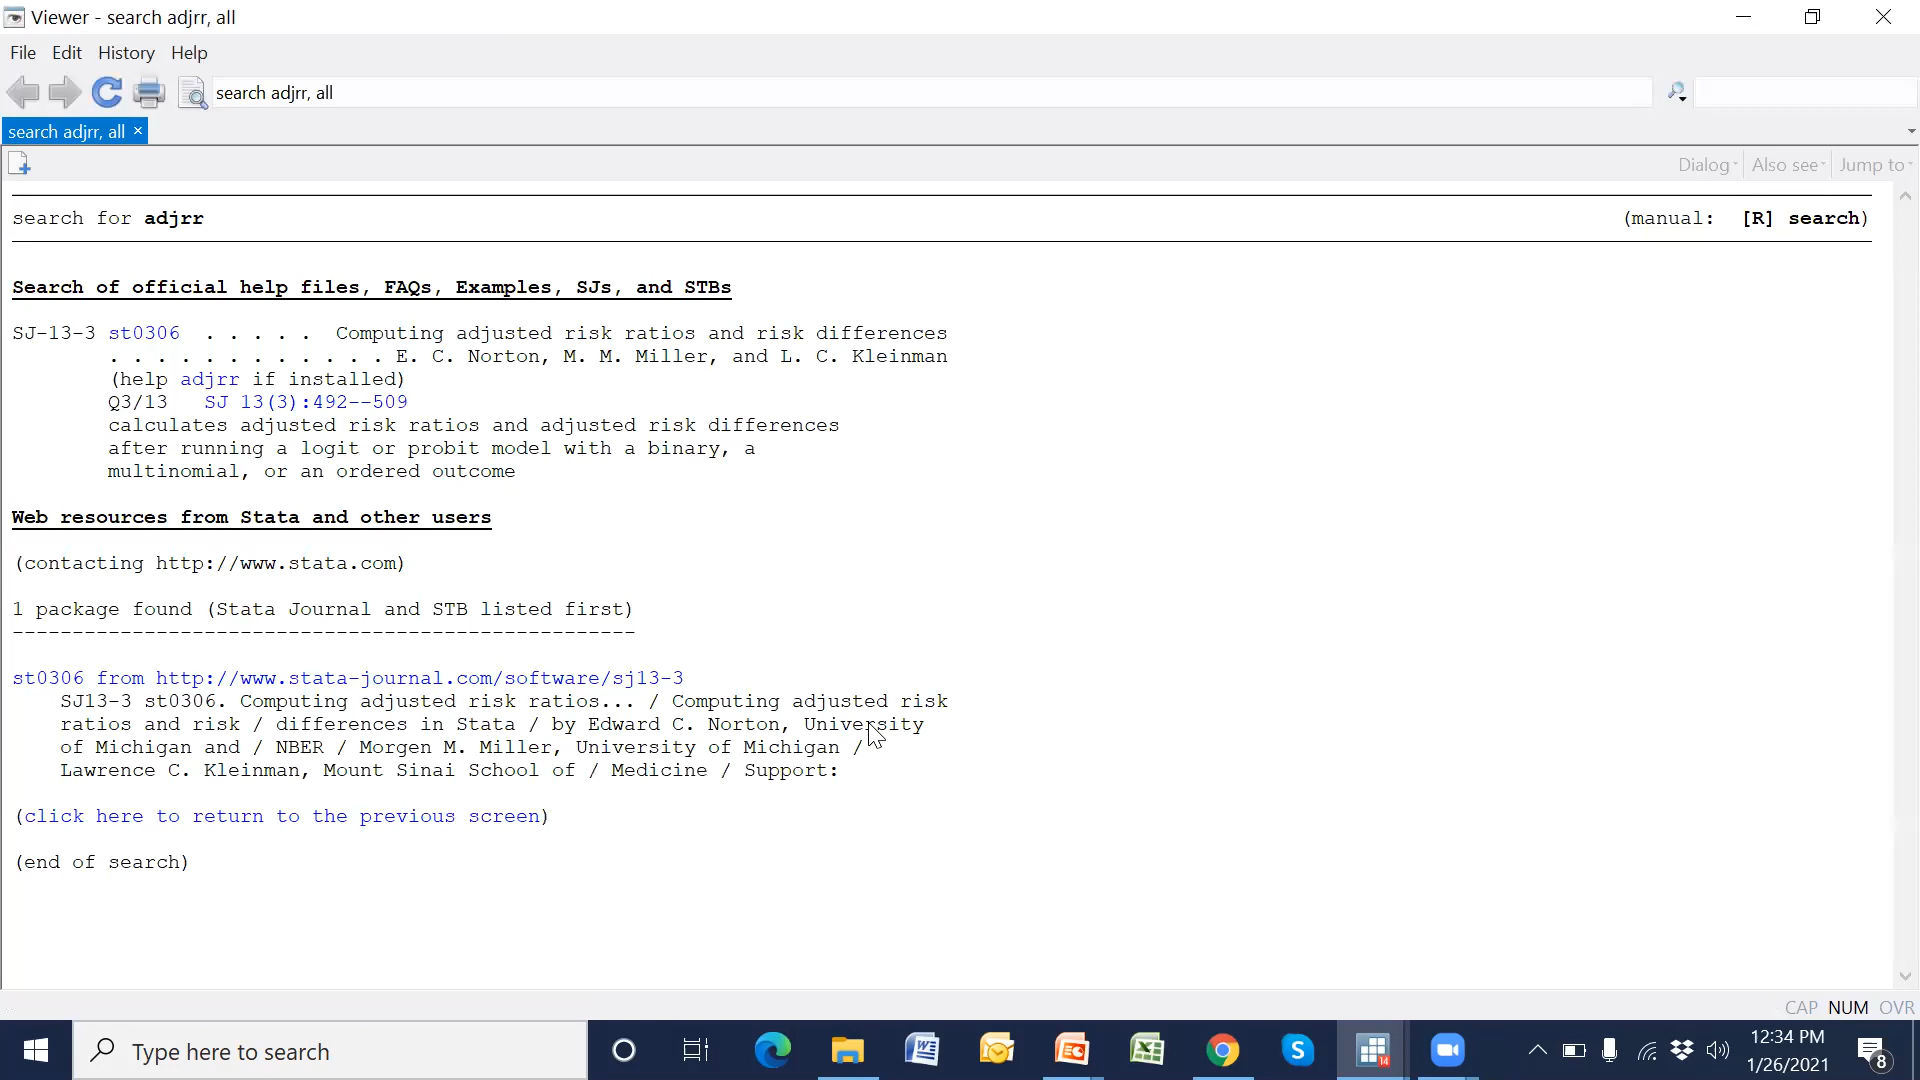 Viewer - search adjrr, all
File Edit History Help
search adjrr, all
search adjrr, all ×
Dialog Also see Jump to
search for adjrr (manual: [R] search)
Search of official help files, FAQs, Examples, SJs, and STBs
SJ-13-3 st0306 . . . . . Computing adjusted risk ratios and risk differences
. . . . . . . . . . . . E. C. Norton, M. M. Miller, and L. C. Kleinman
(help adjrr if installed)
Q3/13 SJ 13(3):492--509
calculates adjusted risk ratios and adjusted risk differences
after running a logit or probit model with a binary, a
multinomial, or an ordered outcome
Web resources from Stata and other users
(contacting http://www.stata.com)
1 package found (Stata Journal and STB listed first)
----------------------------------------------------
st0306 from http://www.stata-journal.com/software/sj13-3
SJ13-3 st0306. Computing adjusted risk ratios... / Computing adjusted risk
ratios and risk / differences in Stata / by Edward C. Norton, University
of Michigan and / NBER / Morgen M. Miller, University of Michigan /
Lawrence C. Kleinman, Mount Sinai School of / Medicine / Support:
(click here to return to the previous screen)
(end of search)
CAP NUM OVR
Type here to search
14
12:34 PM
1/26/2021
8